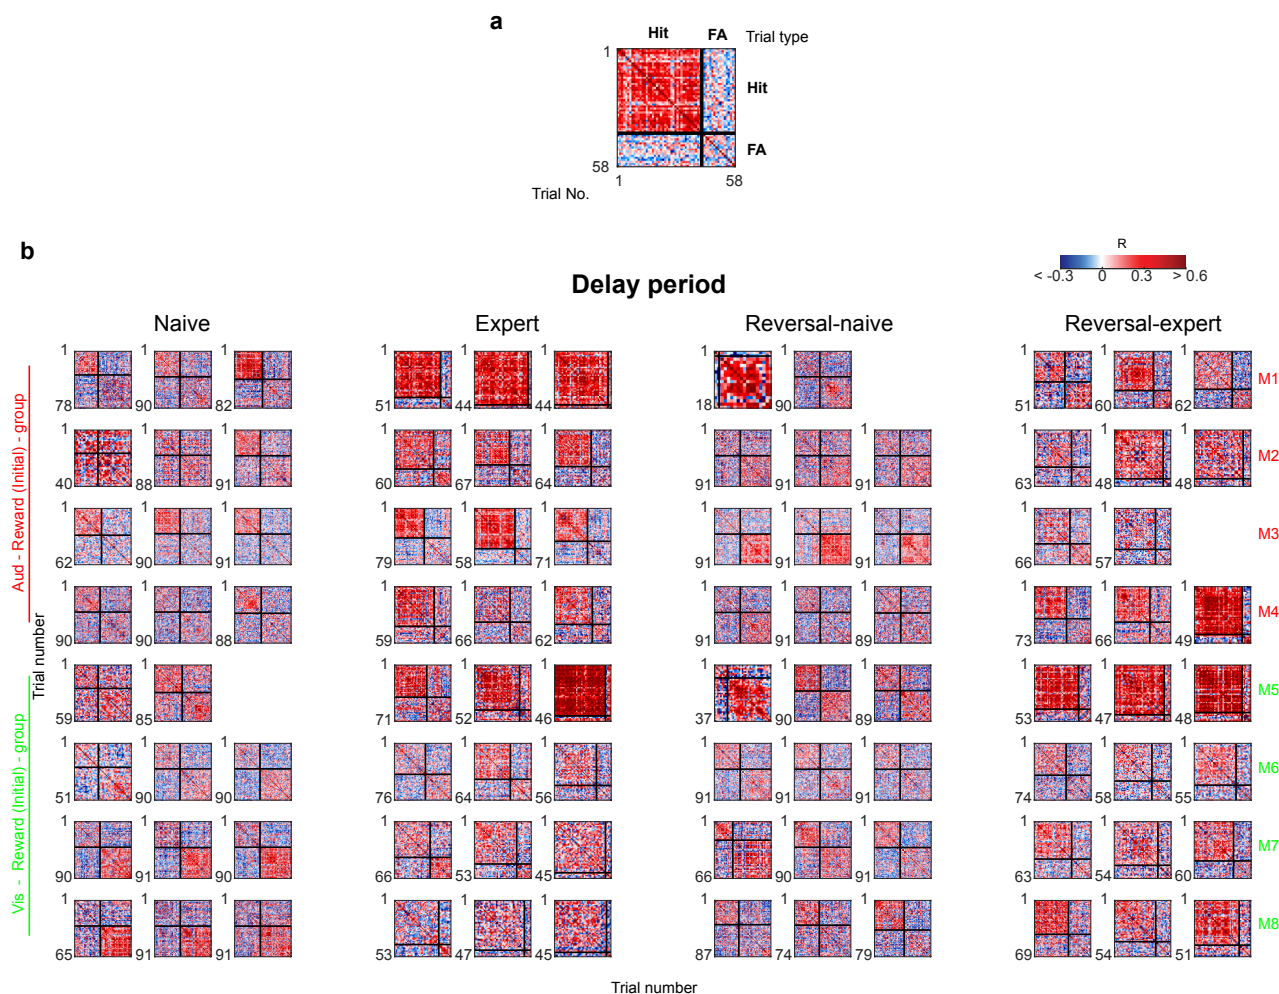 a
Hit FA Trial type
1
Hit
FA
58
1 58
Trial No.
b
R
< -0.3 0 0.3 > 0.6
Delay period
Naive Expert Reversal-naive Reversal-expert
Aud - Reward (Initial) - group
Vis - Reward (Initial) - group
Trial number
1 1 1 1 1 1 1 1 1 1 1
78 90 82 51 44 44 18 90 51 60 62 M1
1 1 1 1 1 1 1 1 1 1 1 1
40 88 91 60 67 64 91 91 91 63 48 48 M2
1 1 1 1 1 1 1 1 1 1 1
62 90 91 79 58 71 91 91 91 66 57 M3
1 1 1 1 1 1 1 1 1 1 1 1
90 90 88 59 66 62 91 91 89 73 66 49 M4
1 1 1 1 1 1 1 1 1 1 1
59 85 71 52 46 37 90 89 53 47 48 M5
1 1 1 1 1 1 1 1 1 1 1 1
51 90 90 76 64 56 91 91 91 74 58 55 M6
1 1 1 1 1 1 1 1 1 1 1 1
90 91 90 66 53 45 66 90 91 63 54 60 M7
1 1 1 1 1 1 1 1 1 1 1 1
65 91 91 53 47 45 87 74 79 69 54 51 M8
Trial number